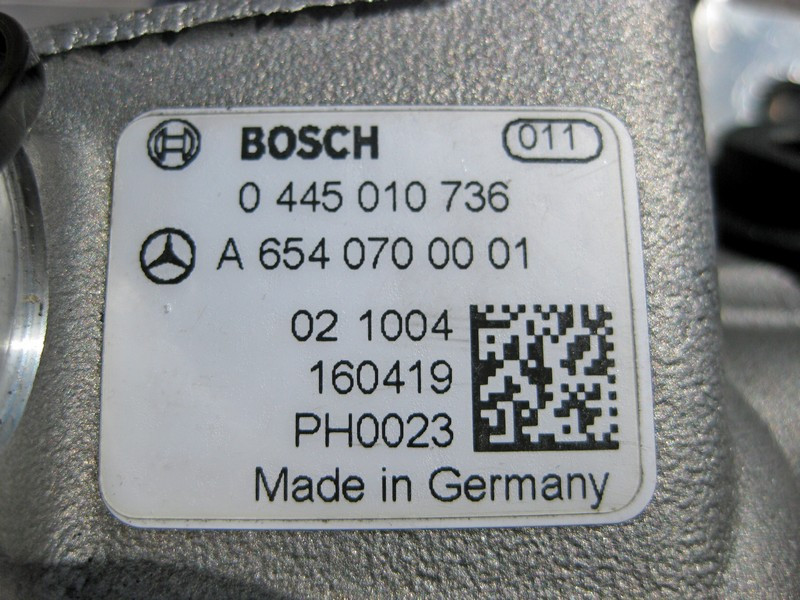 BOSCH 011
0 445 010 736
A 654 070 00 01
02 1004
160419
PH0023
Made in Germany